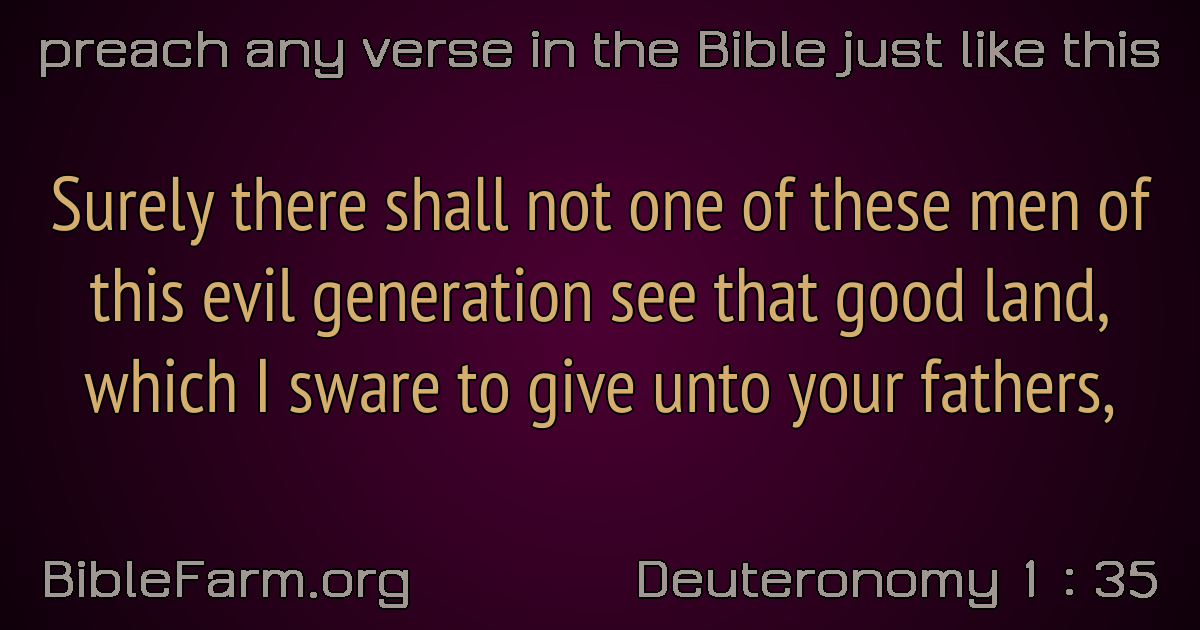 preach any verse in the Bible just like this
Surely there shall not one of these men of
this evil generation see that good land,
which I sware to give unto your fathers,
BibleFarm.org
Deuteronomy 1 : 35